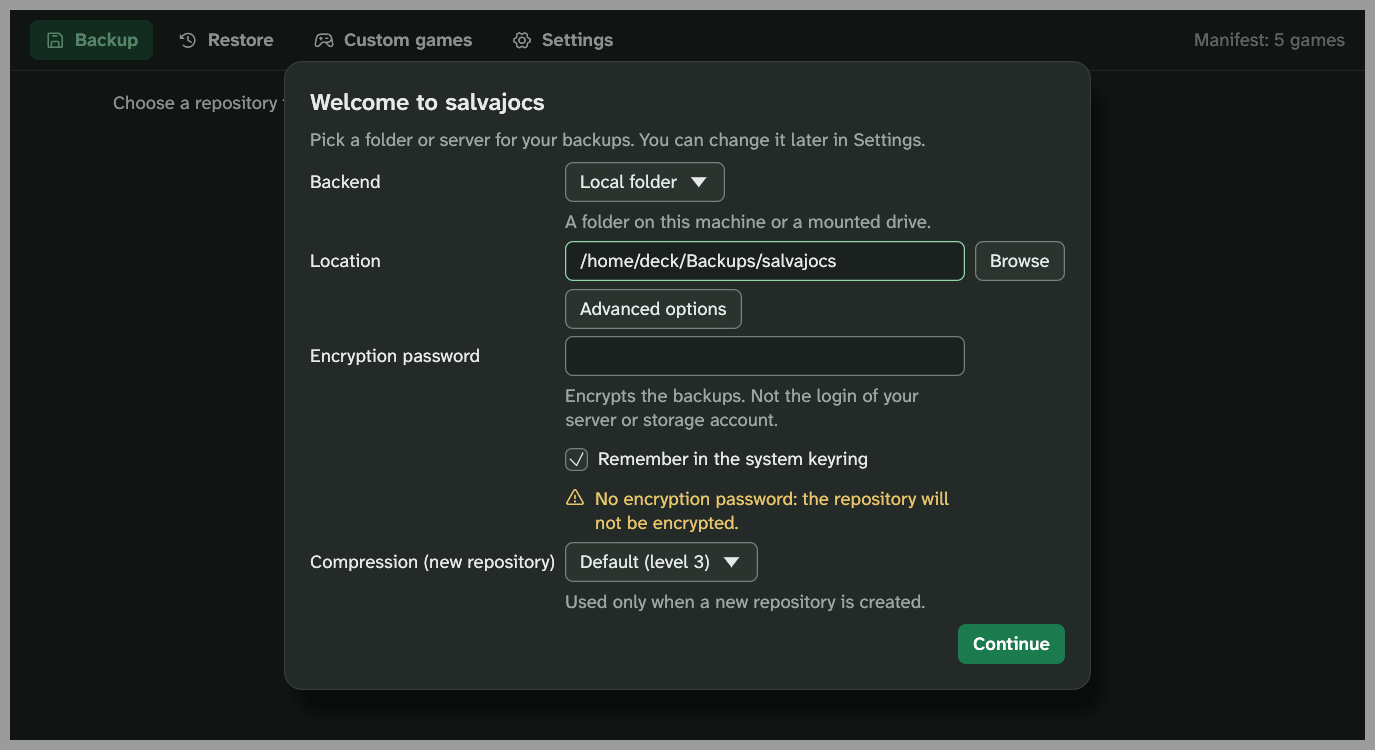 Backup
Restore
Custom games
Settings
Manifest: 5 games
Choose a repository
Welcome to salvajocs
Pick a folder or server for your backups. You can change it later in Settings.
Backend
Local folder
A folder on this machine or a mounted drive.
Location
/home/deck/Backups/salvajocs
Browse
Advanced options
Encryption password
Encrypts the backups. Not the login of your
server or storage account.
Remember in the system keyring
No encryption password: the repository will
not be encrypted.
Compression (new repository)
Default (level 3)
Used only when a new repository is created.
Continue